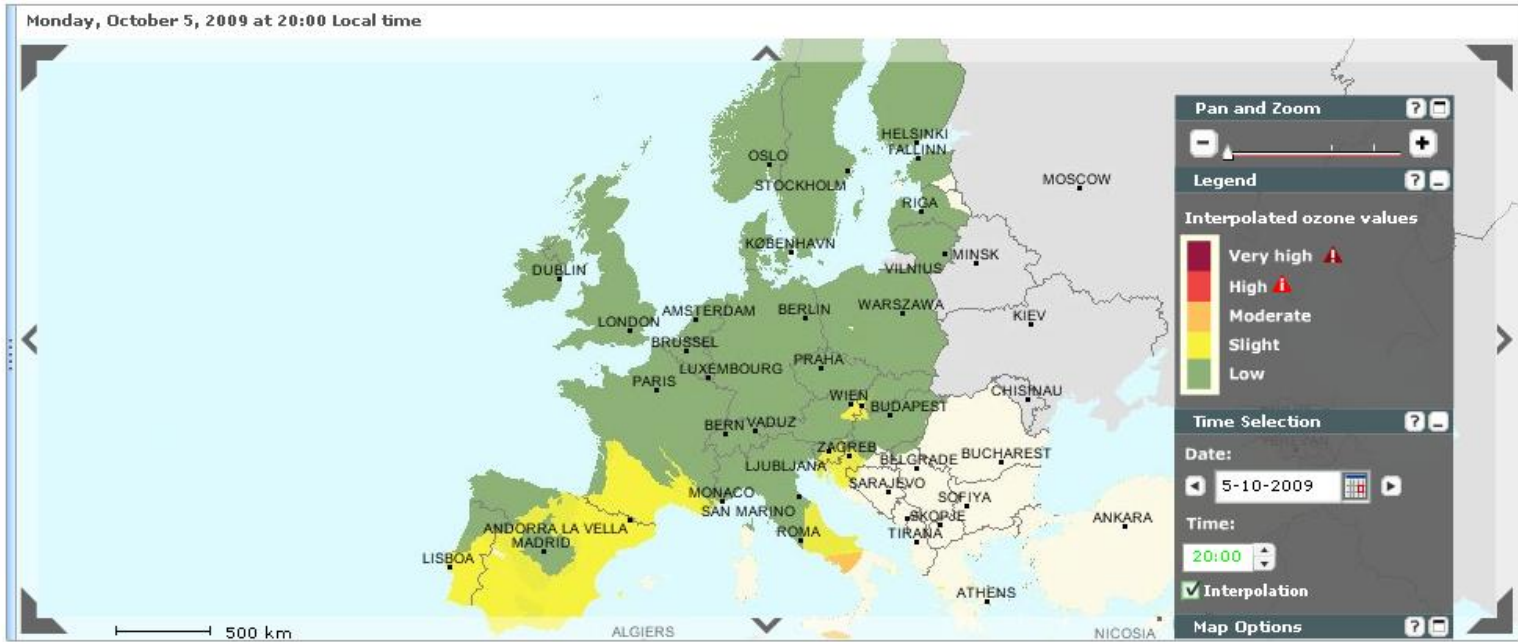 Monday, October 5, 2009 at 20:00 Local time
HELSINKI
TALLINN
OSLO
STOCKHOLM
MOSCOW
RIGA
KØBENHAVN
MINSK
DUBLIN
VILNIUS
AMSTERDAM
BERLIN
WARSZAWA
LONDON
KIEV
BRUSSEL
PRAHA
LUXEMBOURG
PARIS
CHISINAU
WIEN
BUDAPEST
BERN
VADUZ
ZAGREB
BELGRADE
BUCHAREST
LJUBLJANA
SARAJEVO
MONACO
SOFIYA
SAN MARINO
SKOPJE
ANKARA
ANDORRA LA VELLA
ROMA
TIRANA
MADRID
LISBOA
ATHENS
500 km
ALGIERS
NICOSIA
Pan and Zoom ?
- +
Legend ?
Interpolated ozone values
Very high
High
Moderate
Slight
Low
Time Selection ?
Date:
5-10-2009
Time:
20:00
Interpolation
Map Options ?